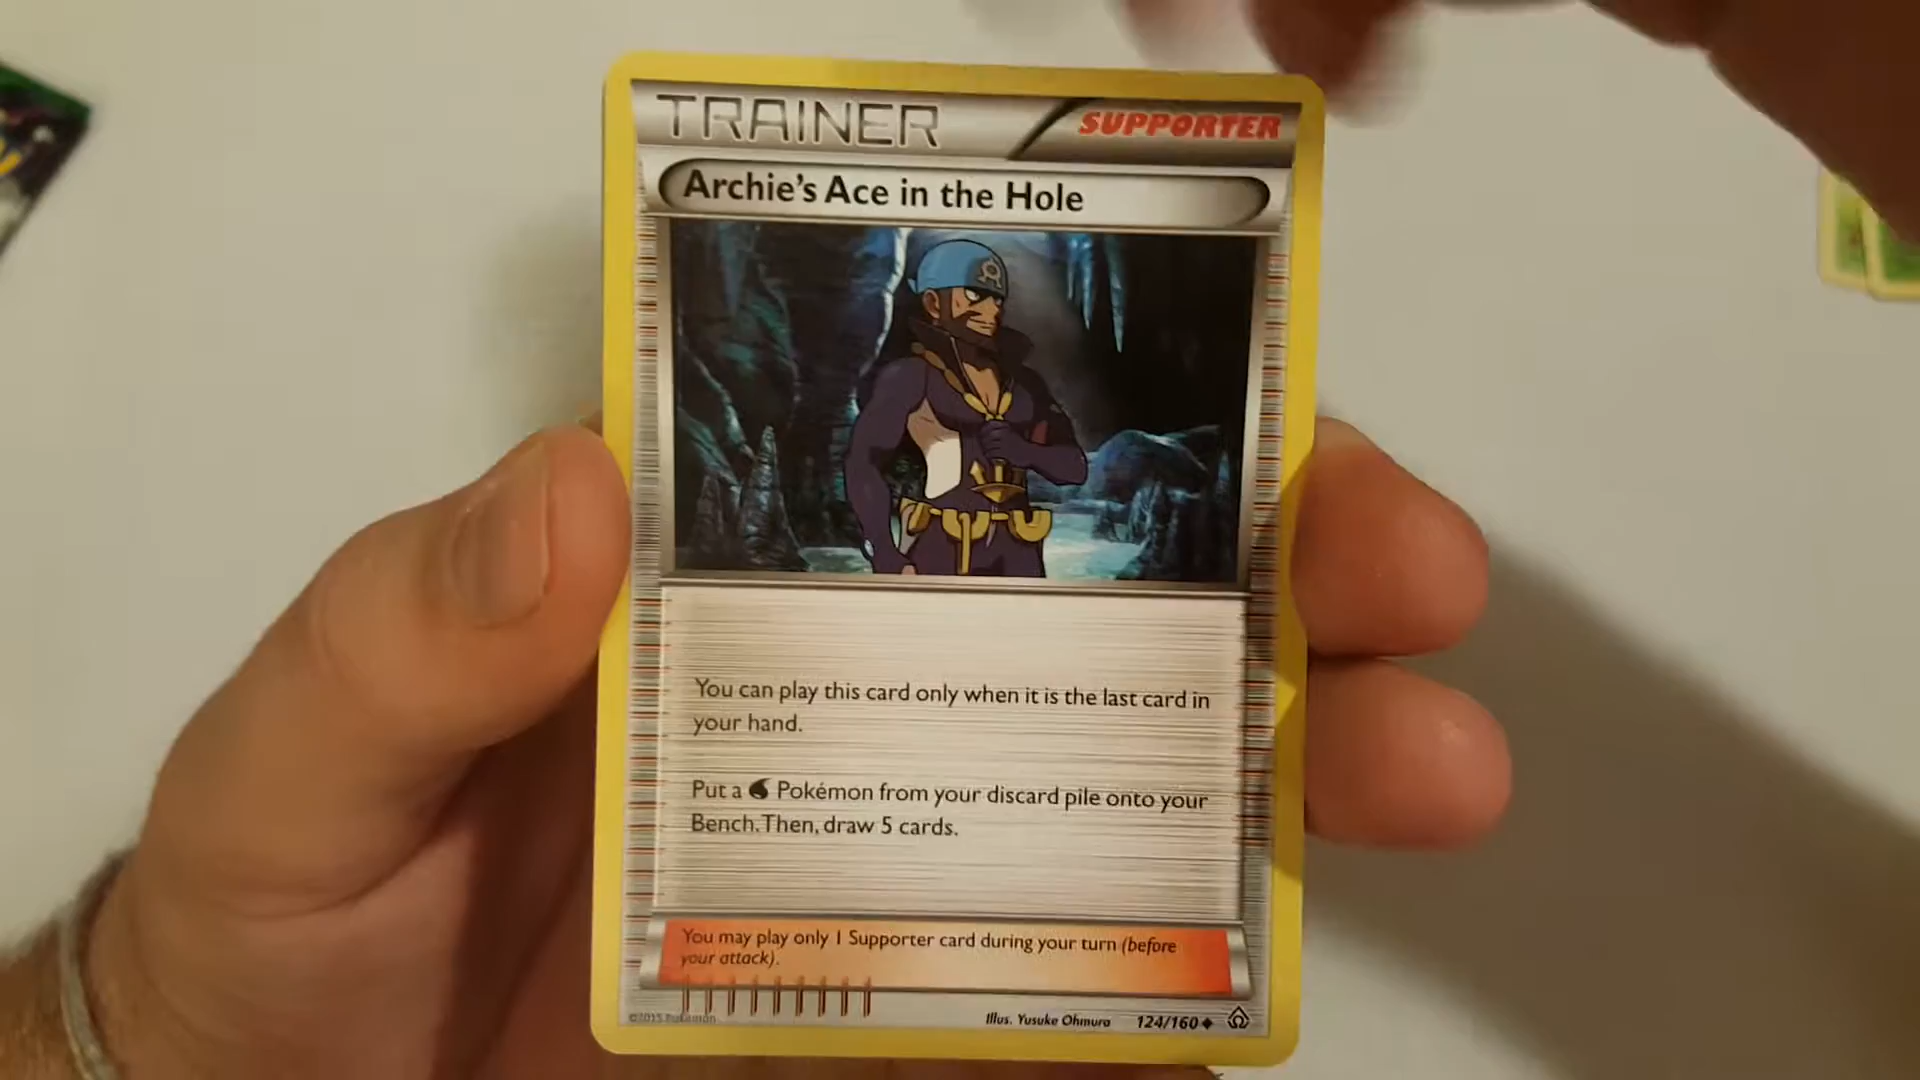 TRAINER
SUPPORTER
Archie's Ace in the Hole
You can play this card only when it is the last card in
your hand.
Put a Pokémon from your discard pile onto your
Bench. Then, draw 5 cards.
You may play only 1 Supporter card during your turn (before
your attack).
©2015 Pokémon
Illus. Yusuke Ohmura
124/160